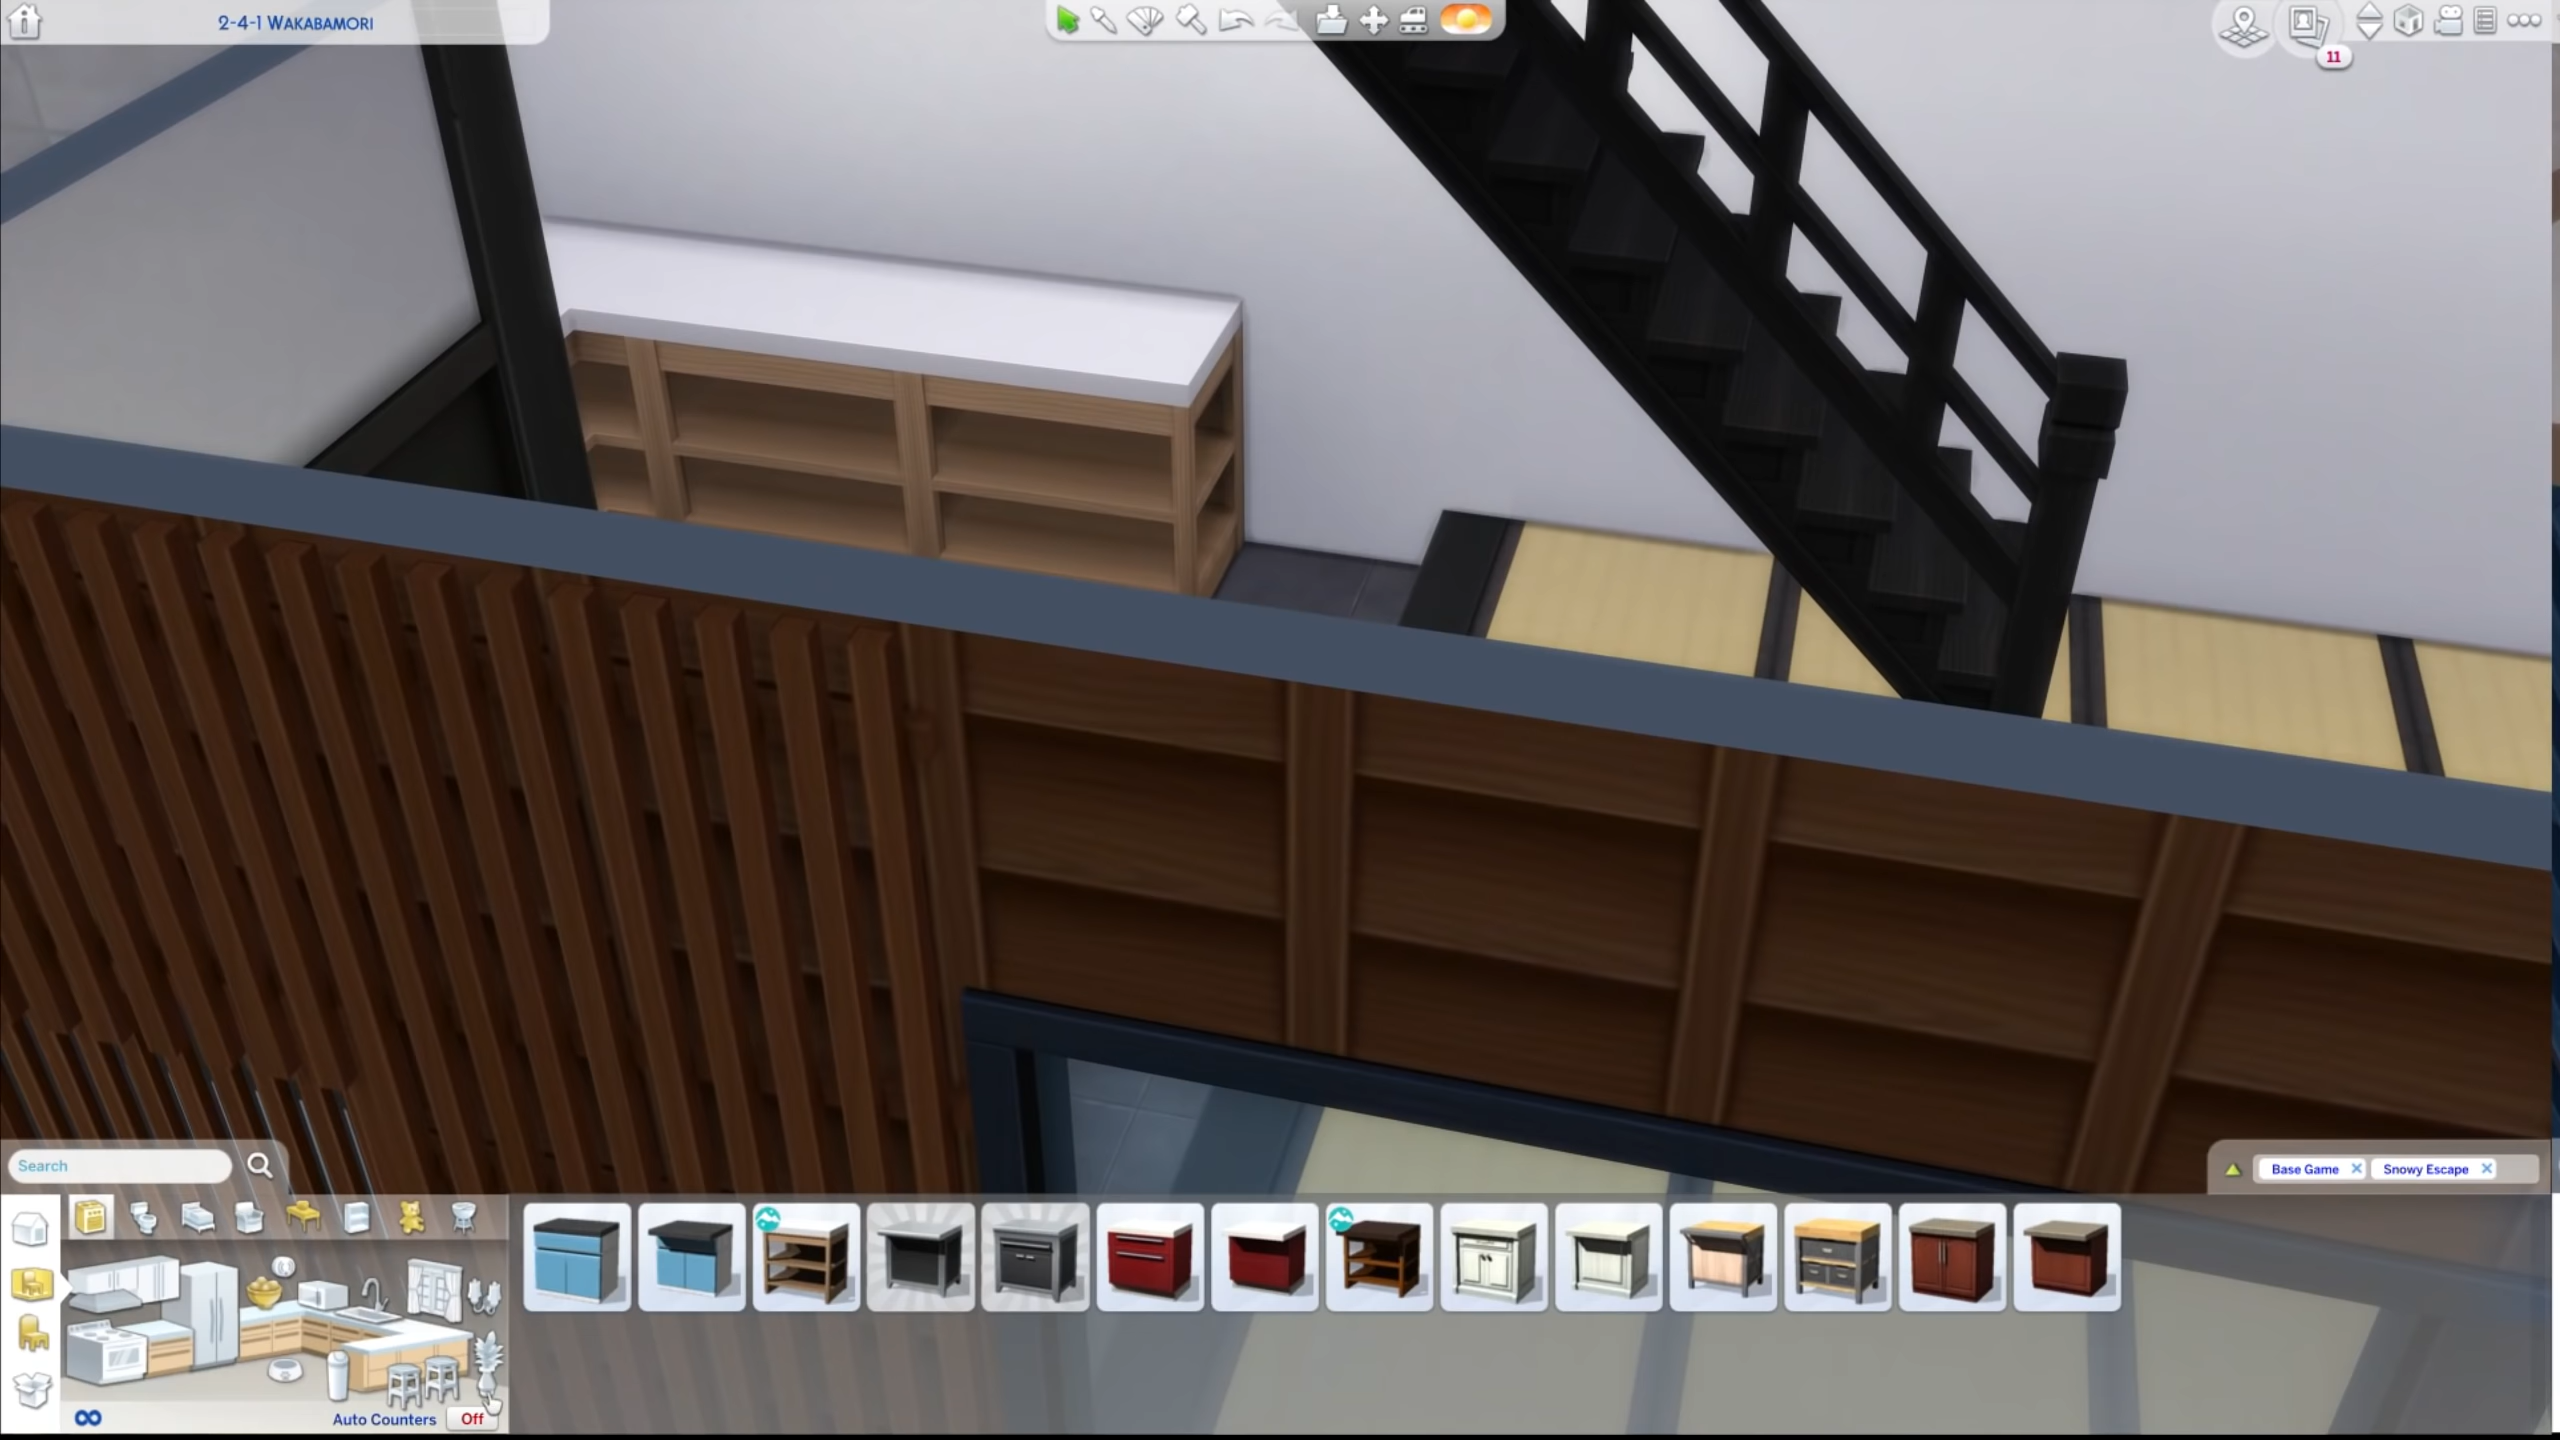 2-4-1 WAKABAMORI
11
Search
Base Game
Snowy Escape
Auto Counters
Off